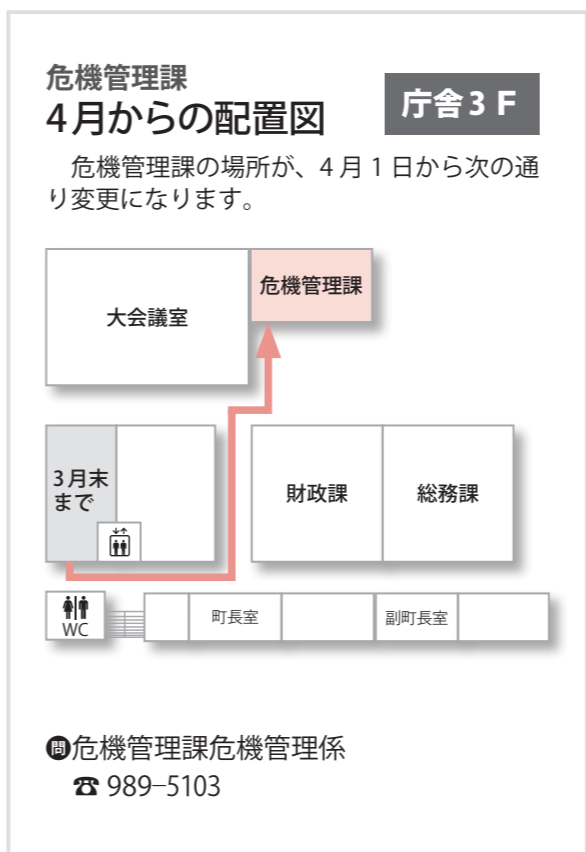 危機管理課
4月からの配置図
庁舎3F
　危機管理課の場所が、4月1日から次の通
り変更になります。
危機管理課
大会議室
3月末
まで
財政課
総務課
WC
町長室
副町長室
問危機管理課危機管理係
☎ 989–5103